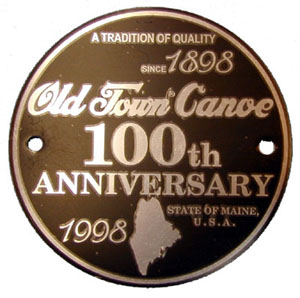 A TRADITION OF QUALITY
SINCE 1898
Old Town Canoe
100th
ANNIVERSARY
1998
STATE OF MAINE,
U.S.A.